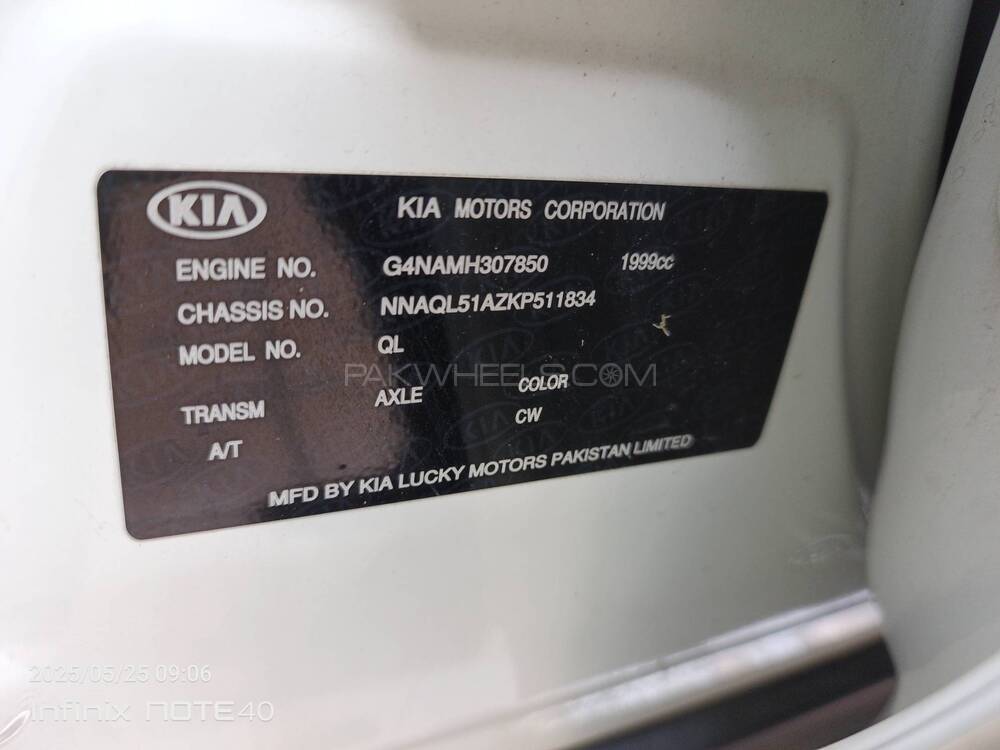 KIA KIA MOTORS CORPORATION
ENGINE NO. G4NAMH307850 1999cc
CHASSIS NO. NNAQL51AZKP511834
MODEL NO. QL
PAKWHEELS.COM
TRANSM AXLE COLOR
A/T CW
MFD BY KIA LUCKY MOTORS PAKISTAN LIMITED
2025/05/25 09:06
Infinix NOTE40